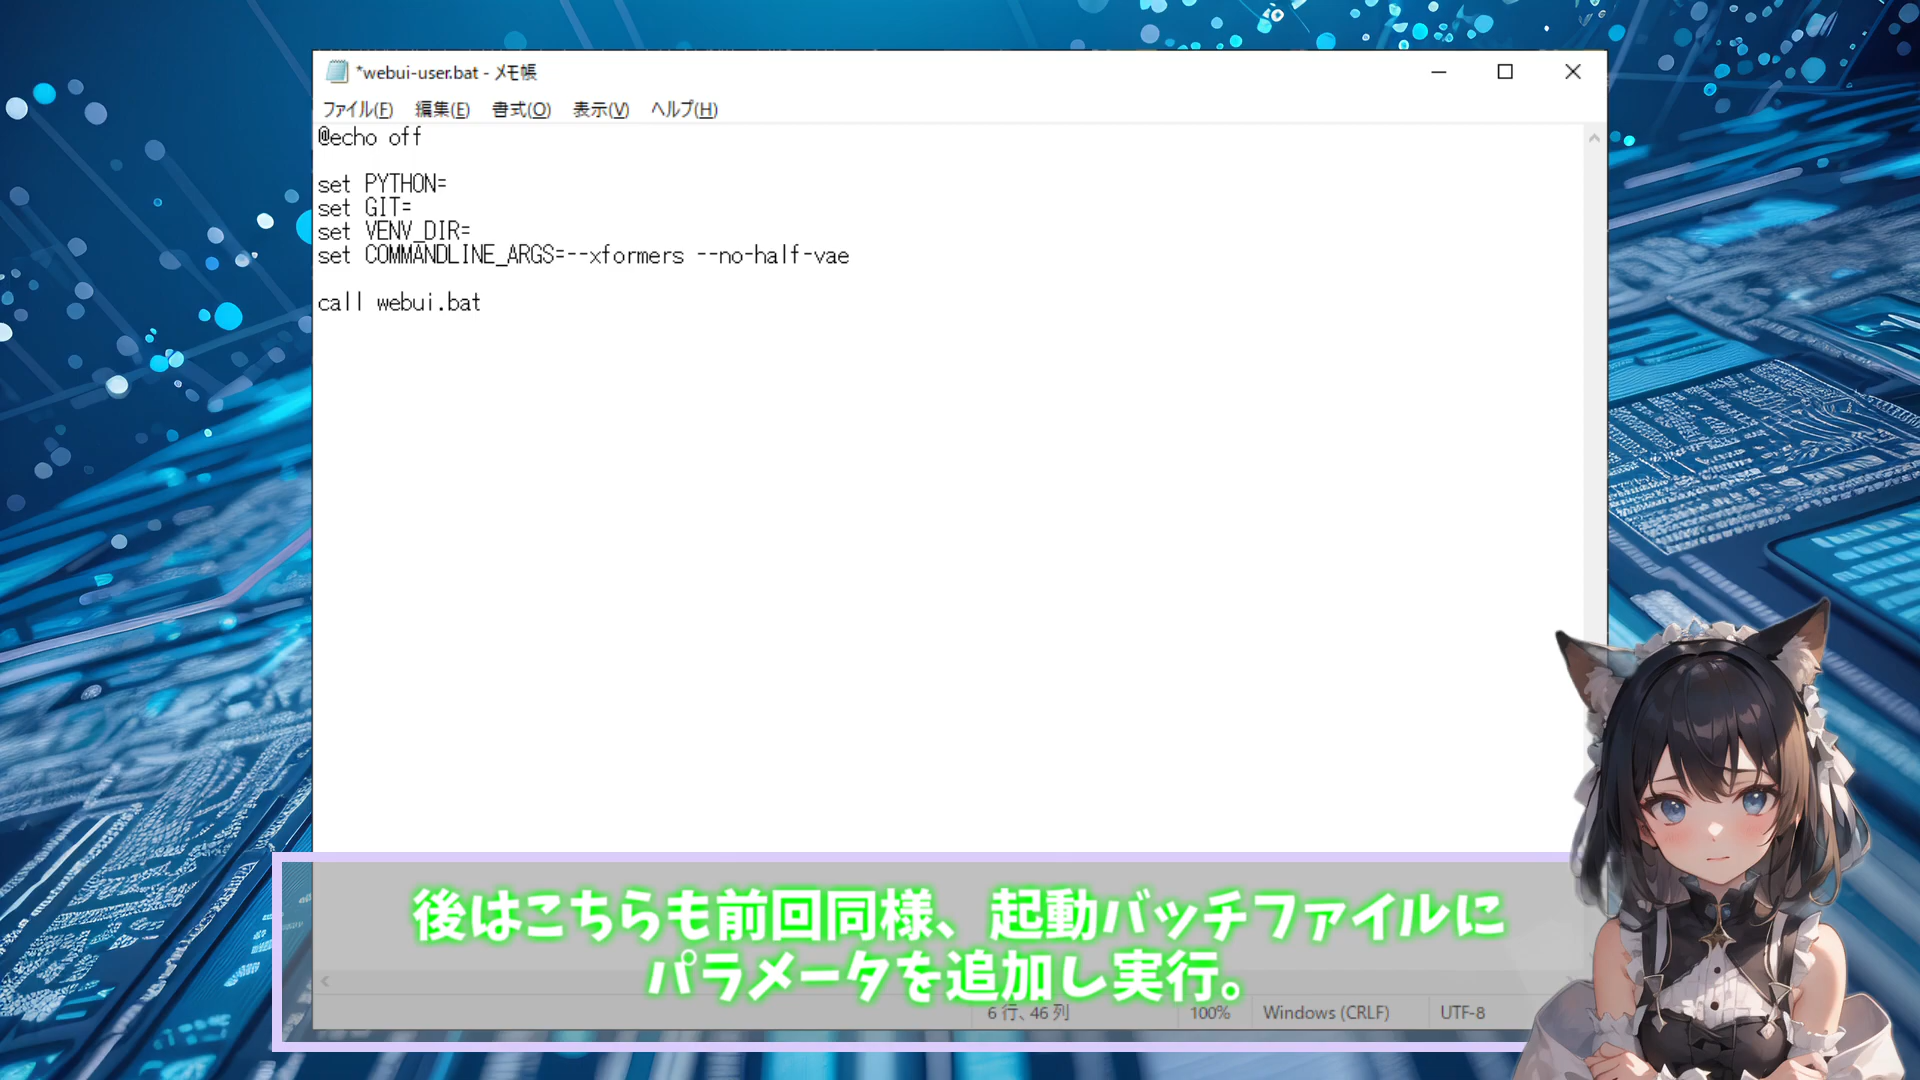 *webui-user.bat - メモ帳
ファイル(F) 編集(E) 書式(O) 表示(V) ヘルプ(H)
@echo off
set PYTHON=
set GIT=
set VENV_DIR=
set COMMANDLINE_ARGS=--xformers --no-half-vae
call webui.bat
後はこちらも前回同様、起動バッチファイルに
パラメータを追加し実行。
6 行、46 列 100% Windows (CRLF) UTF-8